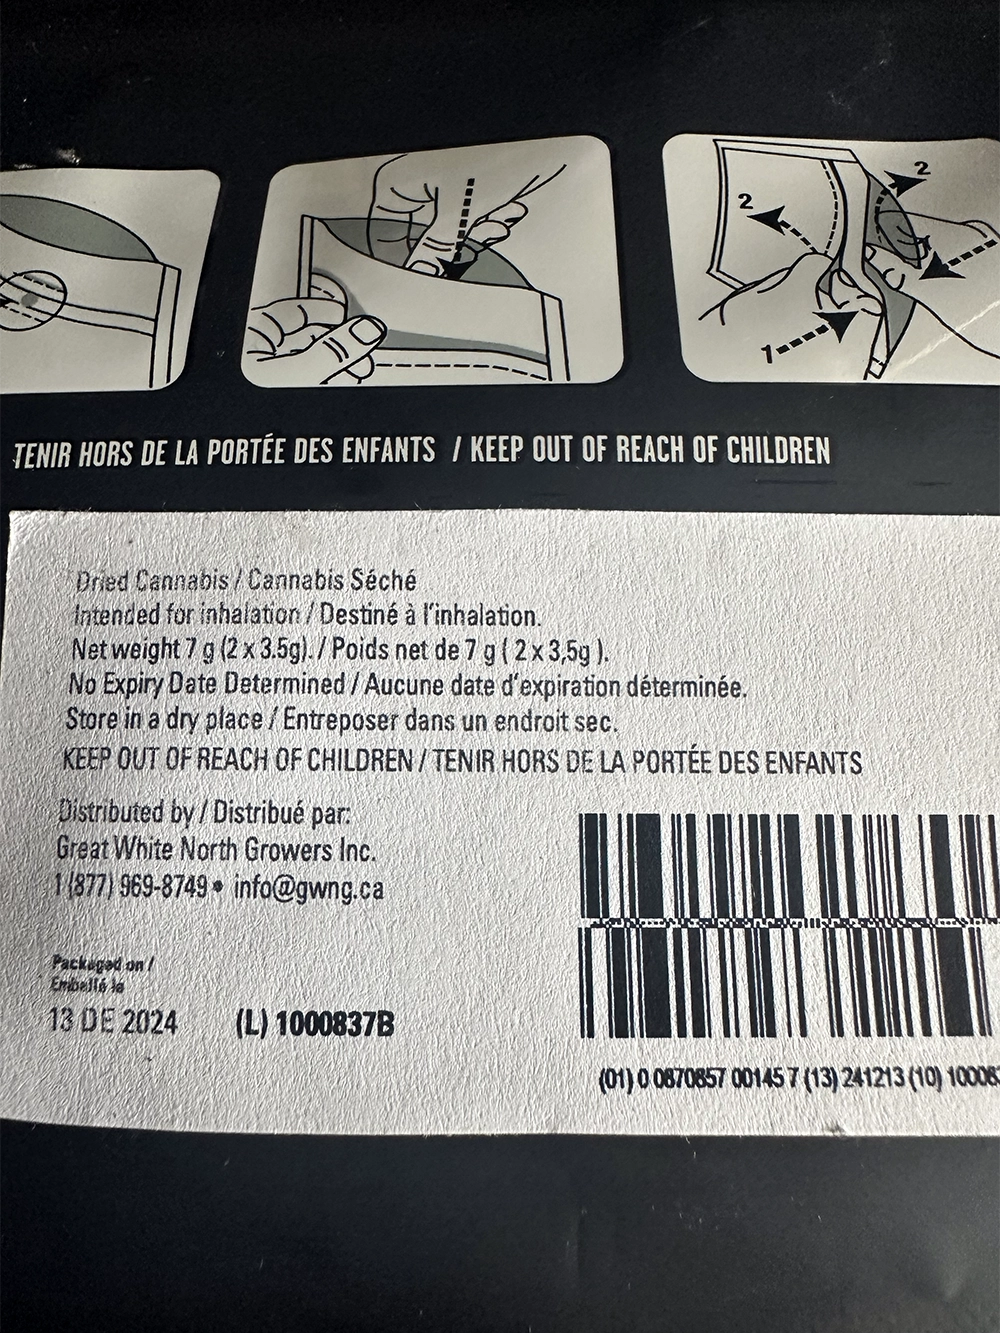 2
2
1
TENIR HORS DE LA PORTÉE DES ENFANTS / KEEP OUT OF REACH OF CHILDREN
Dried Cannabis / Cannabis Séché
Intended for inhalation / Destiné à l'inhalation.
Net weight 7 g (2 x 3.5g). / Poids net de 7 g ( 2 x 3,5g ).
No Expiry Date Determined / Aucune date d'expiration déterminée.
Store in a dry place / Entreposer dans un endroit sec.
KEEP OUT OF REACH OF CHILDREN / TENIR HORS DE LA PORTÉE DES ENFANTS
Distributed by / Distribué par:
Great White North Growers Inc.
1 (877) 969-8749 • info@gwng.ca
Packaged on /
Emballé le
13 DE 2024 (L) 1000837B
(01) 0 0870857 00145 7 (13) 241213 (10) 100083